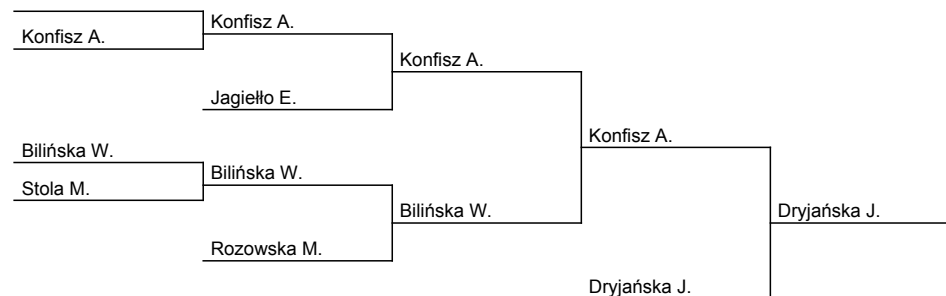 Konfisz A.
Konfisz A.
Konfisz A.
Jagiełło E.
Konfisz A.
Bilińska W.
Bilińska W.
Stola M.
Bilińska W.
Dryjańska J.
Rozowska M.
Dryjańska J.